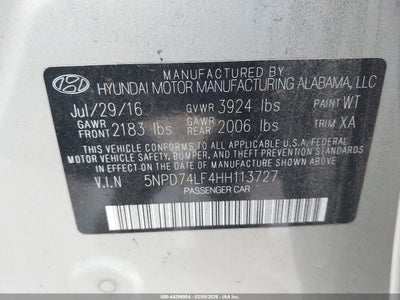 MANUFACTURED BY
HYUNDAI MOTOR MANUFACTURING ALABAMA, LLC
Jul/29/16 GVWR 3924 lbs PAINT WT
GAWR FRONT 2183 lbs GAWR REAR 2006 lbs TRIM XA
THIS VEHICLE CONFORMS TO ALL APPLICABLE U.S. FEDERAL
MOTOR VEHICLE SAFETY, BUMPER, AND THEFT PREVENTION STANDARDS
IN EFFECT ON THE DATE OF MANUFACTURE SHOWN ABOVE.
V.I.N 5NPD74LF4HH113727
PASSENGER CAR